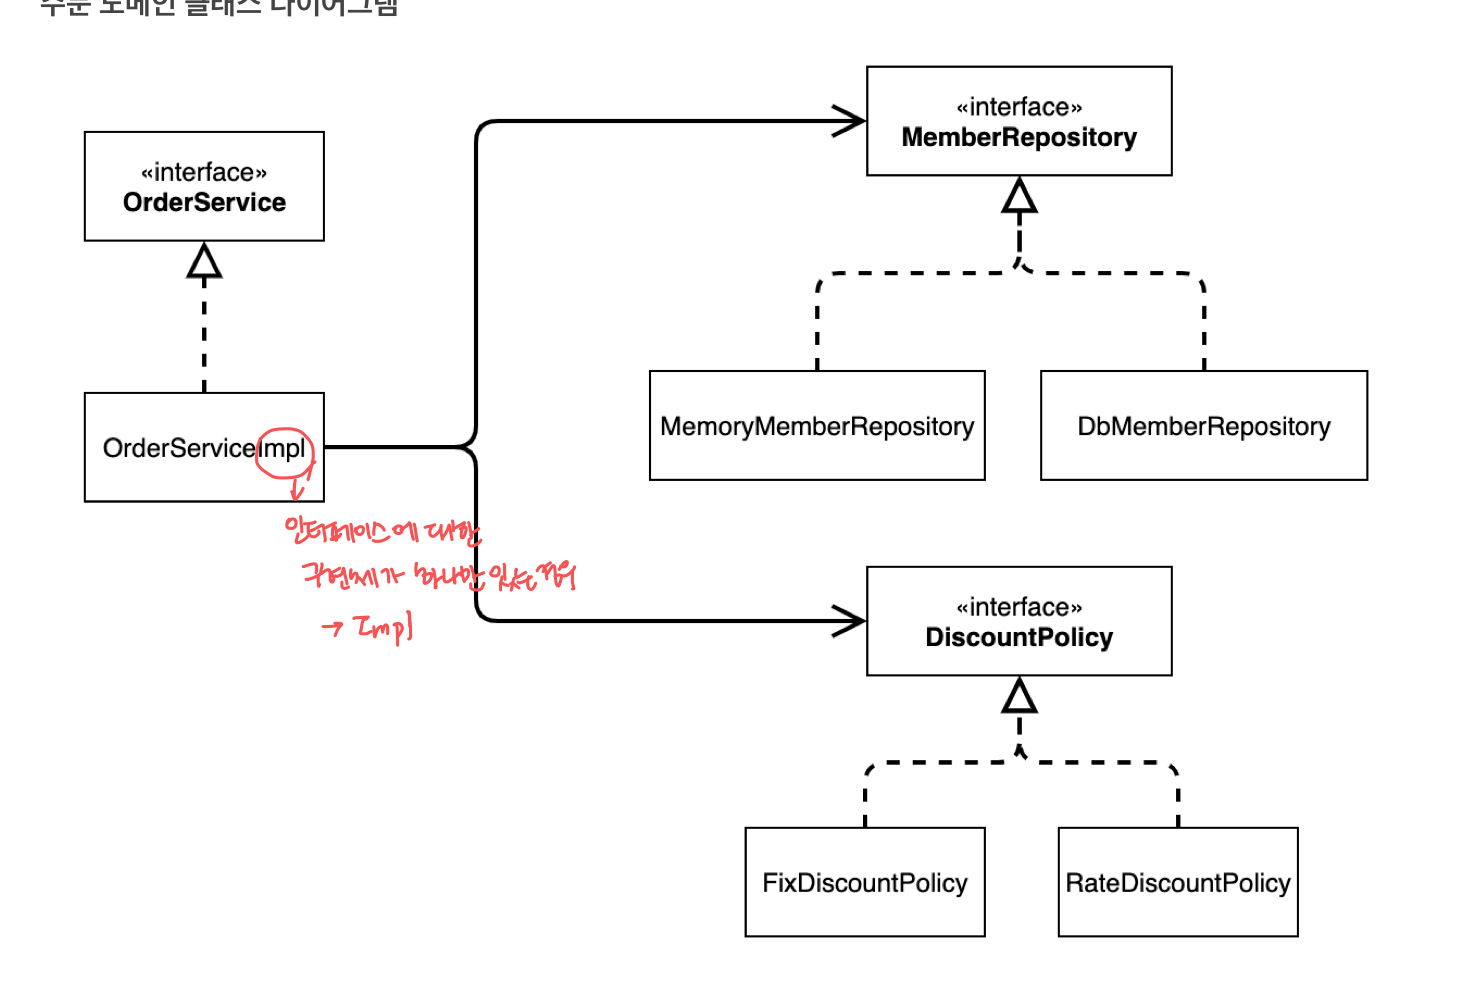 주문 도메인 클래스 다이어그램
«interface»
MemberRepository
«interface»
OrderService
MemoryMemberRepository
DbMemberRepository
OrderServiceImpl
인터페이스에 대한
구현체가 하나만 있는 경우
→ Impl
«interface»
DiscountPolicy
FixDiscountPolicy
RateDiscountPolicy